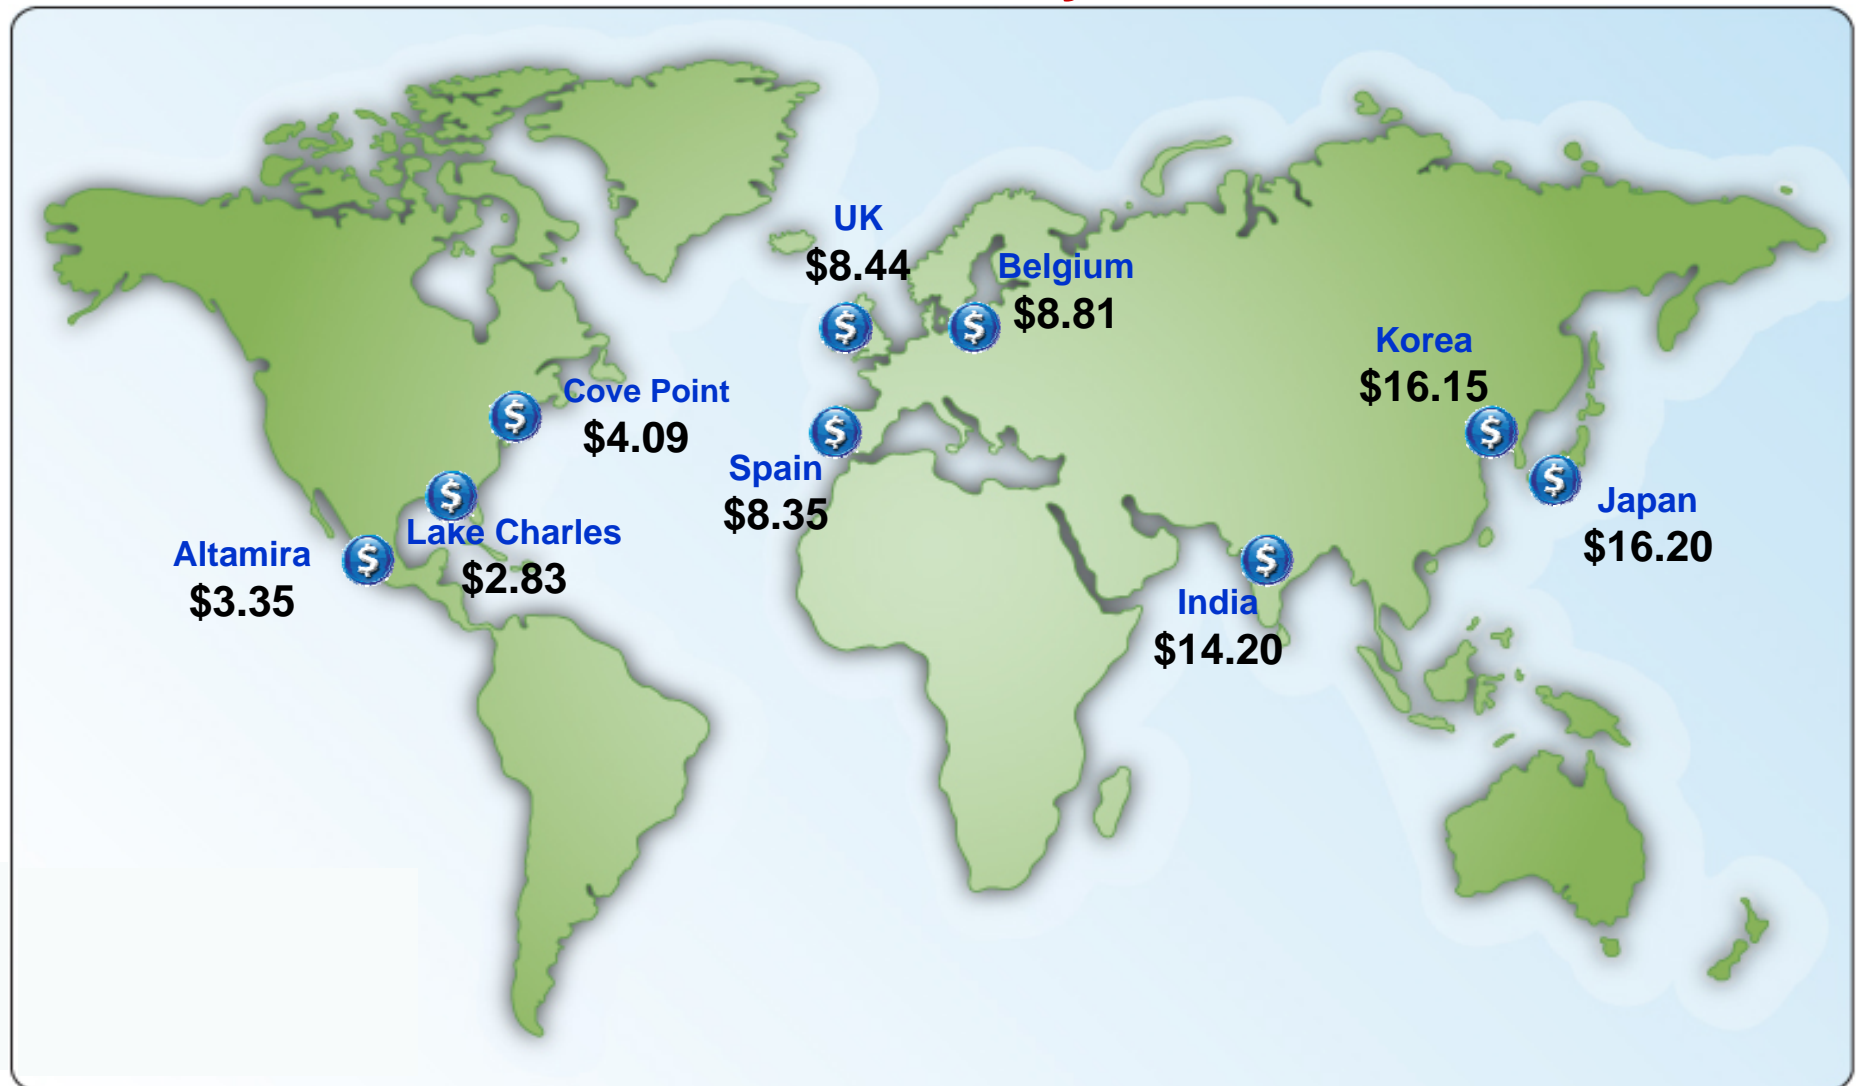 UK
$8.44
Belgium
$8.81
Korea
$16.15
Cove Point
$4.09
Spain
$8.35
Japan
$16.20
Lake Charles
$2.83
Altamira
$3.35
India
$14.20